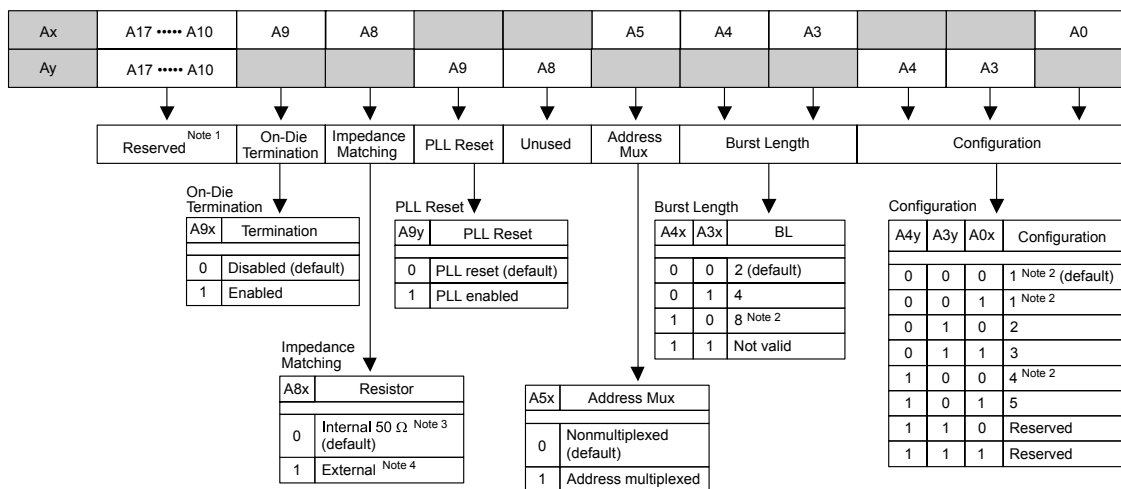 Ax A17 ••••• A10 A9 A8 A5 A4 A3 A0
Ay A17 ••••• A10 A9 A8 A4 A3
Reserved Note 1 On-Die Termination Impedance Matching PLL Reset Unused Address Mux Burst Length Configuration
On-Die
Termination
A9x Termination
0 Disabled (default)
1 Enabled
PLL Reset
A9y PLL Reset
0 PLL reset (default)
1 PLL enabled
Burst Length
A4x A3x BL
0 0 2 (default)
0 1 4
1 0 8 Note 2
1 1 Not valid
Configuration
A4y A3y A0x Configuration
0 0 0 1 Note 2 (default)
0 0 1 1 Note 2
0 1 0 2
0 1 1 3
1 0 0 4 Note 2
1 0 1 5
1 1 0 Reserved
1 1 1 Reserved
Impedance
Matching
A8x Resistor
0 Internal 50 Ω Note 3
(default)
1 External Note 4
A5x Address Mux
0 Nonmultiplexed
(default)
1 Address multiplexed